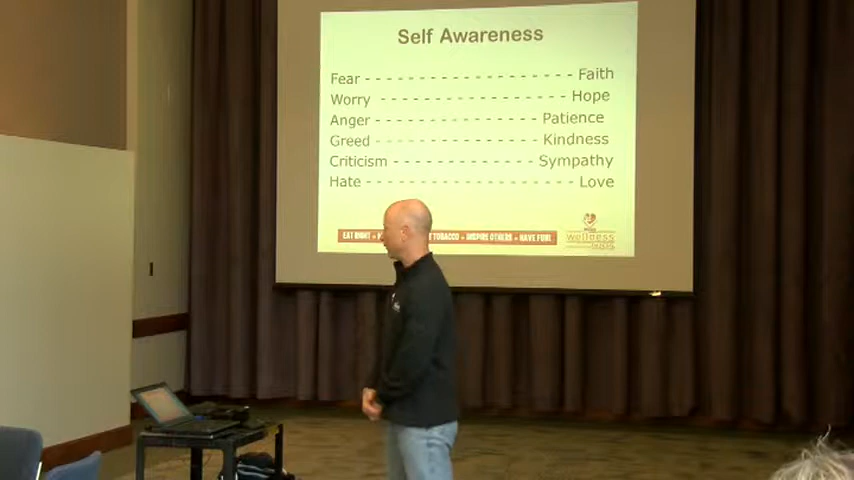 Self Awareness
Fear - - - - - - - - - - - - - - - - - - - Faith
Worry - - - - - - - - - - - - - - - - - Hope
Anger - - - - - - - - - - - - - - - - Patience
Greed - - - - - - - - - - - - - - - - Kindness
Criticism - - - - - - - - - - - - - - Sympathy
Hate - - - - - - - - - - - - - - - - - - - Love
EAT RIGHT • TOBACCO • INSPIRE OTHERS • HAVE FUN!
wellness